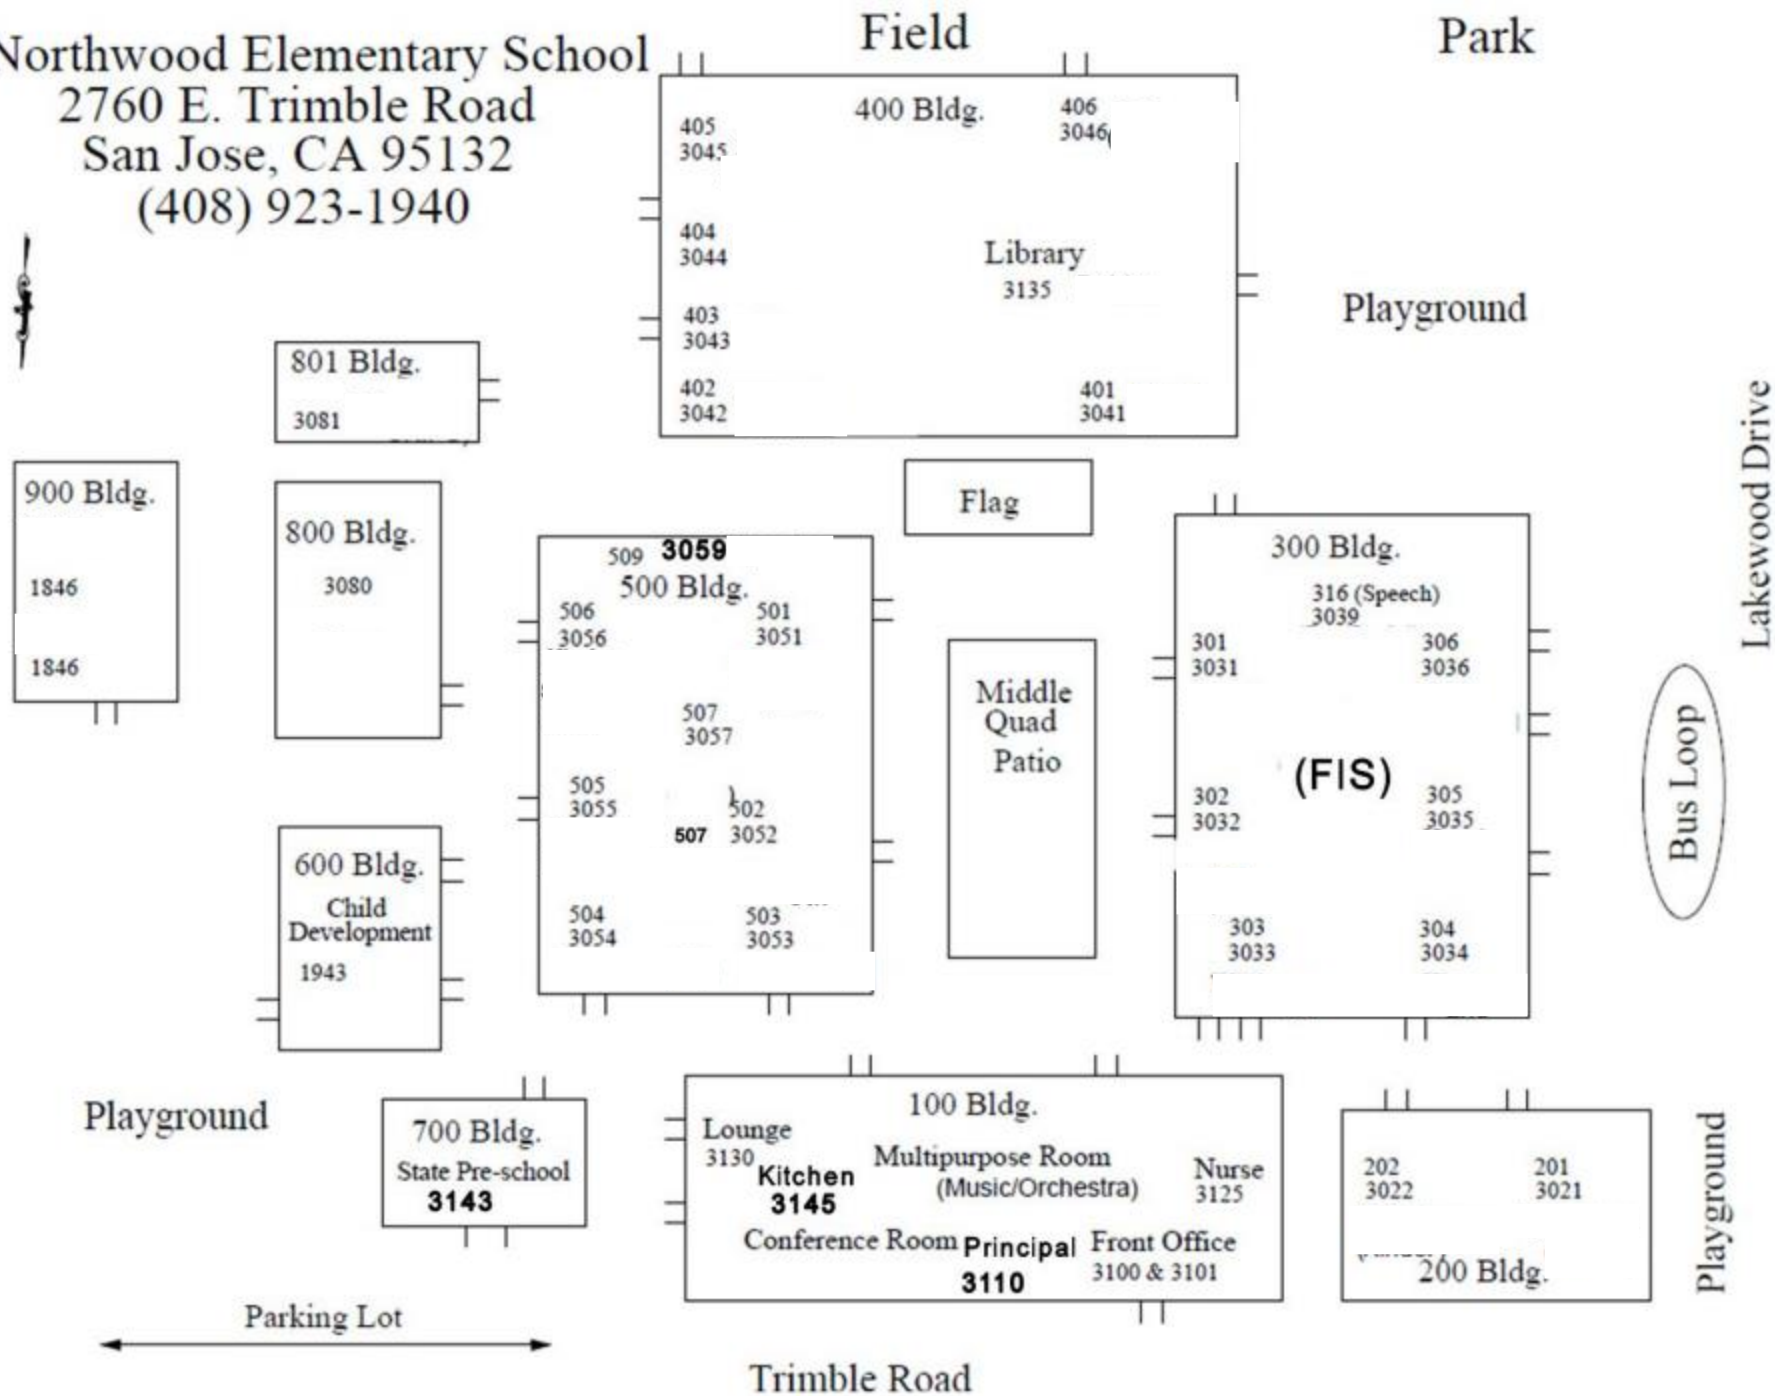 Northwood Elementary School
2760 E. Trimble Road
San Jose, CA 95132
(408) 923-1940
Field
Park
400 Bldg.
405
3045
406
3046
404
3044
Library
3135
403
3043
402
3042
401
3041
Playground
Lakewood Drive
801 Bldg.
3081
900 Bldg.
1846
1846
800 Bldg.
3080
Flag
509 3059
500 Bldg.
506
3056
501
3051
507
3057
505
3055
)
502
507 3052
504
3054
503
3053
Middle
Quad
Patio
300 Bldg.
316 (Speech)
3039
301
3031
306
3036
(FIS)
302
3032
305
3035
303
3033
304
3034
Bus Loop
600 Bldg.
Child
Development
1943
Playground
700 Bldg.
State Pre-school
3143
100 Bldg.
Lounge
3130
Kitchen
3145
Multipurpose Room
(Music/Orchestra)
Nurse
3125
Conference Room
Principal
3110
Front Office
3100 & 3101
202
3022
201
3021
200 Bldg.
Playground
Parking Lot
Trimble Road